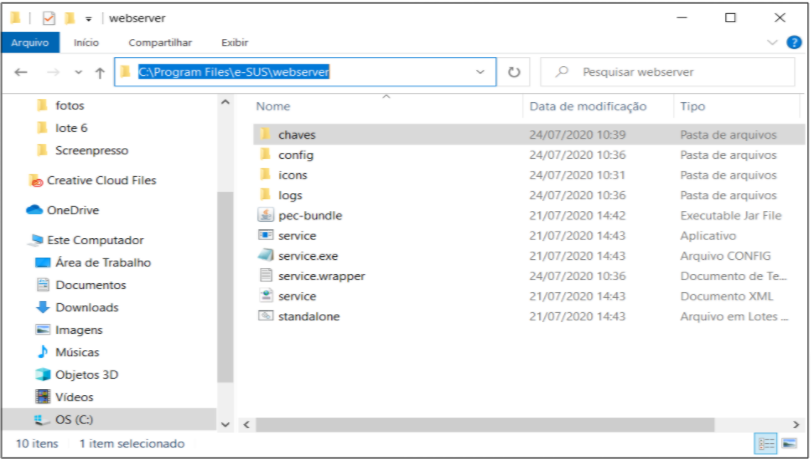 webserver
Arquivo Início Compartilhar Exibir
C:\Program Files\e-SUS\webserver Pesquisar webserver
fotos
lote 6
Screenpresso
Creative Cloud Files
OneDrive
Este Computador
Área de Trabalho
Documentos
Downloads
Imagens
Músicas
Objetos 3D
Vídeos
OS (C:)
Nome Data de modificação Tipo
chaves 24/07/2020 10:39 Pasta de arquivos
config 24/07/2020 10:36 Pasta de arquivos
icons 24/07/2020 10:31 Pasta de arquivos
logs 24/07/2020 10:36 Pasta de arquivos
pec-bundle 21/07/2020 14:42 Executable Jar File
service 21/07/2020 14:43 Aplicativo
service.exe 21/07/2020 14:43 Arquivo CONFIG
service.wrapper 24/07/2020 10:36 Documento de Te...
service 21/07/2020 14:43 Documento XML
standalone 21/07/2020 14:43 Arquivo em Lotes ...
10 itens 1 item selecionado